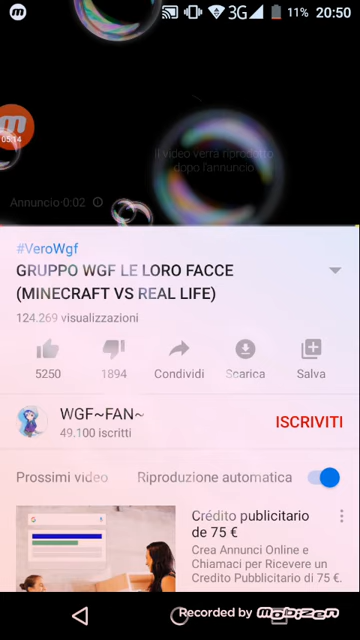 3G 11% 20:50
05:14
Il video verrà riprodotto
dopo l'annuncio
Annuncio·0:02
#VeroWgf
GRUPPO WGF LE LORO FACCE
(MINECRAFT VS REAL LIFE)
124.269 visualizzazioni
5250 1894 Condividi Scarica Salva
WGF~FAN~
49.100 iscritti
ISCRIVITI
Prossimi video Riproduzione automatica
Crédito publicitario
de 75 €
Crea Annunci Online e
Chiamaci per Ricevere un
Credito Pubblicitario di 75 €.
Recorded by mobizen